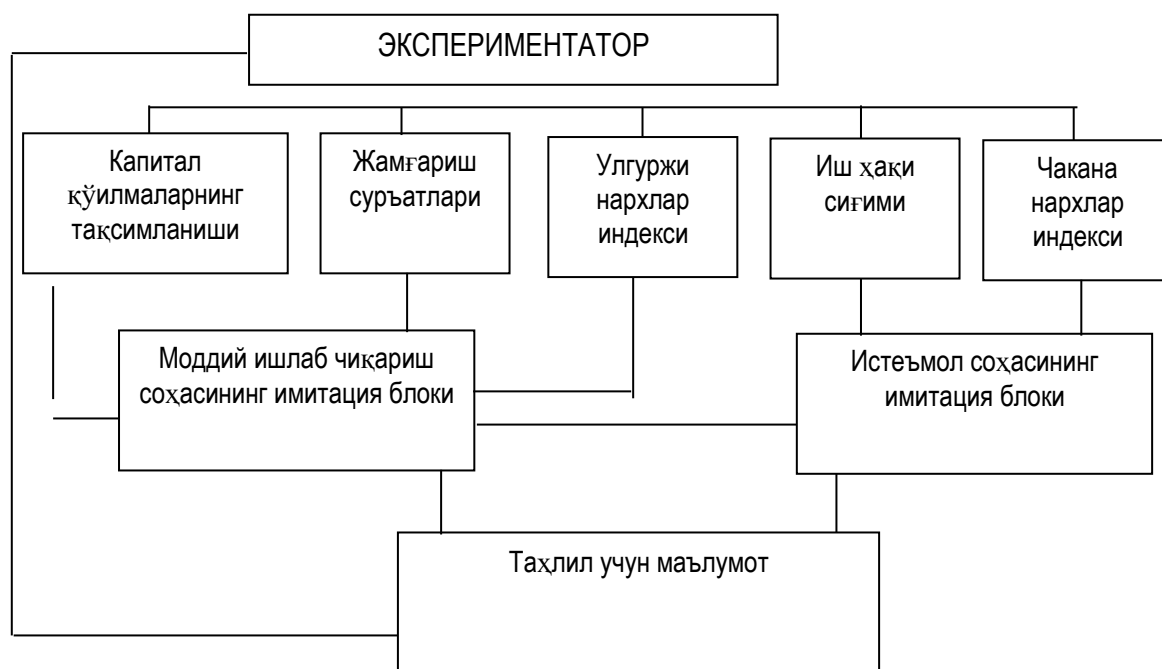 ЭКСПЕРИМЕНТАТОР
Капитал
қўилмаларнинг
тақсимланиши
Жамғариш
суръатлари
Улгуржи
нархлар
индекси
Иш ҳақи
сиғими
Чакана
нархлар
индекси
Моддий ишлаб чиқариш
соҳасининг имитация блоки
Истеъмол соҳасининг
имитация блоки
Таҳлил учун маълумот